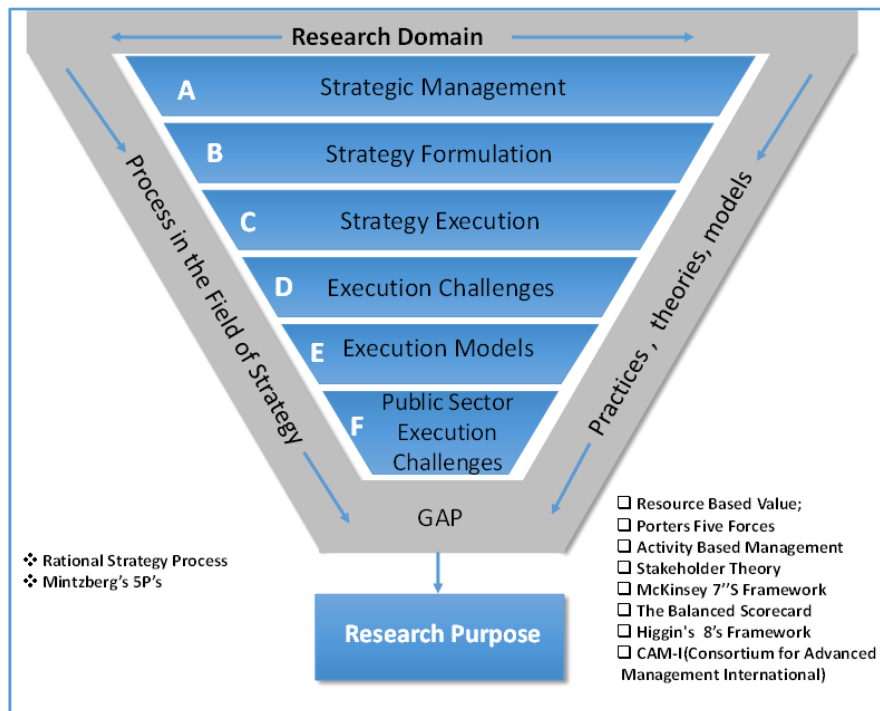 Research Domain
A Strategic Management
B Strategy Formulation
C Strategy Execution
D Execution Challenges
E Execution Models
F Public Sector
Execution
Challenges
Process in the Field of Strategy
Practices , theories, models
GAP
❖ Rational Strategy Process
❖ Mintzberg's 5P's
Research Purpose
❑ Resource Based Value;
❑ Porters Five Forces
❑ Activity Based Management
❑ Stakeholder Theory
❑ McKinsey 7''S Framework
❑ The Balanced Scorecard
❑ Higgin's 8's Framework
❑ CAM-I(Consortium for Advanced
Management International)